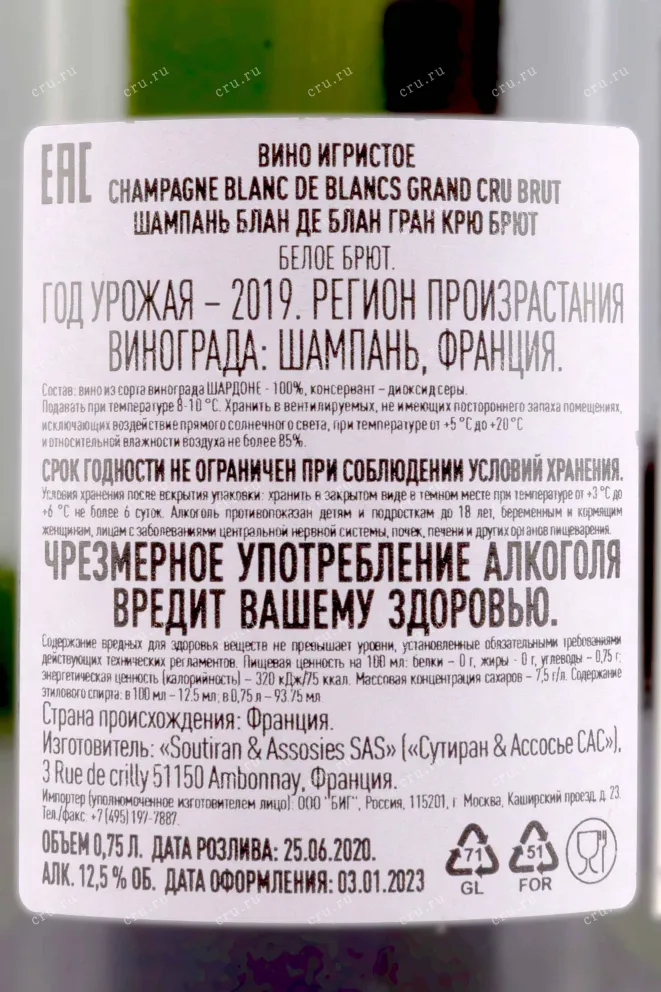 cru.ru cru.ru cru.ru cru.ru
EAC
ВИНО ИГРИСТОЕ
CHAMPAGNE BLANC DE BLANCS GRAND CRU BRUT
ШАМПАНЬ БЛАН ДЕ БЛАН ГРАН КРЮ БРЮТ
БЕЛОЕ БРЮТ.
ГОД УРОЖАЯ – 2019. РЕГИОН ПРОИЗРАСТАНИЯ
ВИНОГРАДА: ШАМПАНЬ, ФРАНЦИЯ.
Состав: вино из сорта винограда ШАРДОНЕ - 100%, консервант – диоксид серы.
Подавать при температуре 8-10 °С. Хранить в вентилируемых, не имеющих постороннего запаха помещениях,
исключающих воздействие прямого солнечного света, при температуре от +5 °С до +20 °С
и относительной влажности воздуха не более 85%.
СРОК ГОДНОСТИ НЕ ОГРАНИЧЕН ПРИ СОБЛЮДЕНИИ УСЛОВИЙ ХРАНЕНИЯ.
Условия хранения после вскрытия упаковки: хранить в закрытом виде в темном месте при температуре от +3 °С до
+6 °С не более 6 суток. Алкоголь противопоказан детям и подросткам до 18 лет, беременным и кормящим
женщинам, лицам с заболеваниями центральной нервной системы, почек, печени и других органов пищеварения.
ЧРЕЗМЕРНОЕ УПОТРЕБЛЕНИЕ АЛКОГОЛЯ
ВРЕДИТ ВАШЕМУ ЗДОРОВЬЮ.
Содержание вредных для здоровья веществ не превышает уровни, установленные обязательными требованиями
действующих технических регламентов. Пищевая ценность на 100 мл: белки – 0 г, жиры - 0 г, углеводы – 0,75 г;
энергетическая ценность (калорийность) – 320 кДж/75 ккал. Массовая концентрация сахаров – 7,5 г/л. Содержание
этилового спирта: в 100 мл – 12.5 мл; в 0,75 л – 93.75 мл.
Страна происхождения: Франция.
Изготовитель: «Soutiran & Assosies SAS» («Сутиран & Ассосье САС»),
3 Rue de crilly 51150 Ambonnay, Франция.
Импортер (уполномоченное изготовителем лицо): ООО "БИГ", Россия, 115201, г. Москва, Каширский проезд, д. 23.
Тел./факс: +7 (495) 197-7887.
ОБЪЕМ 0,75 Л. ДАТА РОЗЛИВА: 25.06.2020.
АЛК. 12,5 % ОБ. ДАТА ОФОРМЛЕНИЯ: 03.01.2023
71 51
GL FOR